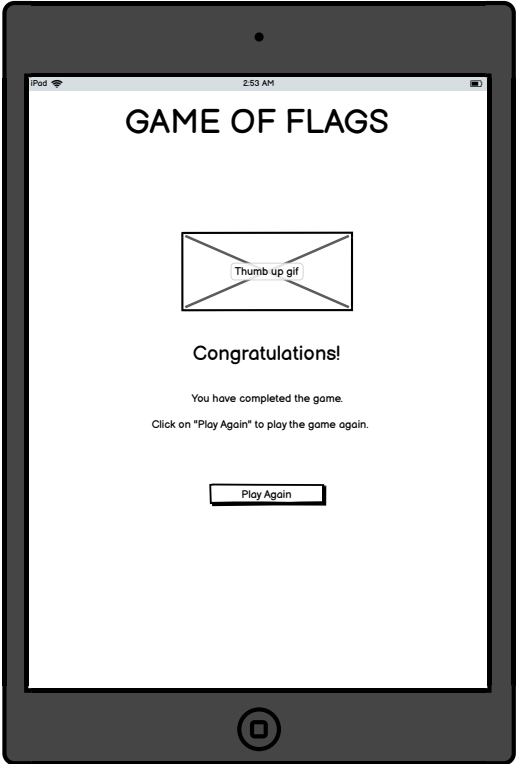 iPad 2:53 AM
GAME OF FLAGS
Thumb up gif
Congratulations!
You have completed the game.
Click on "Play Again" to play the game again.
Play Again